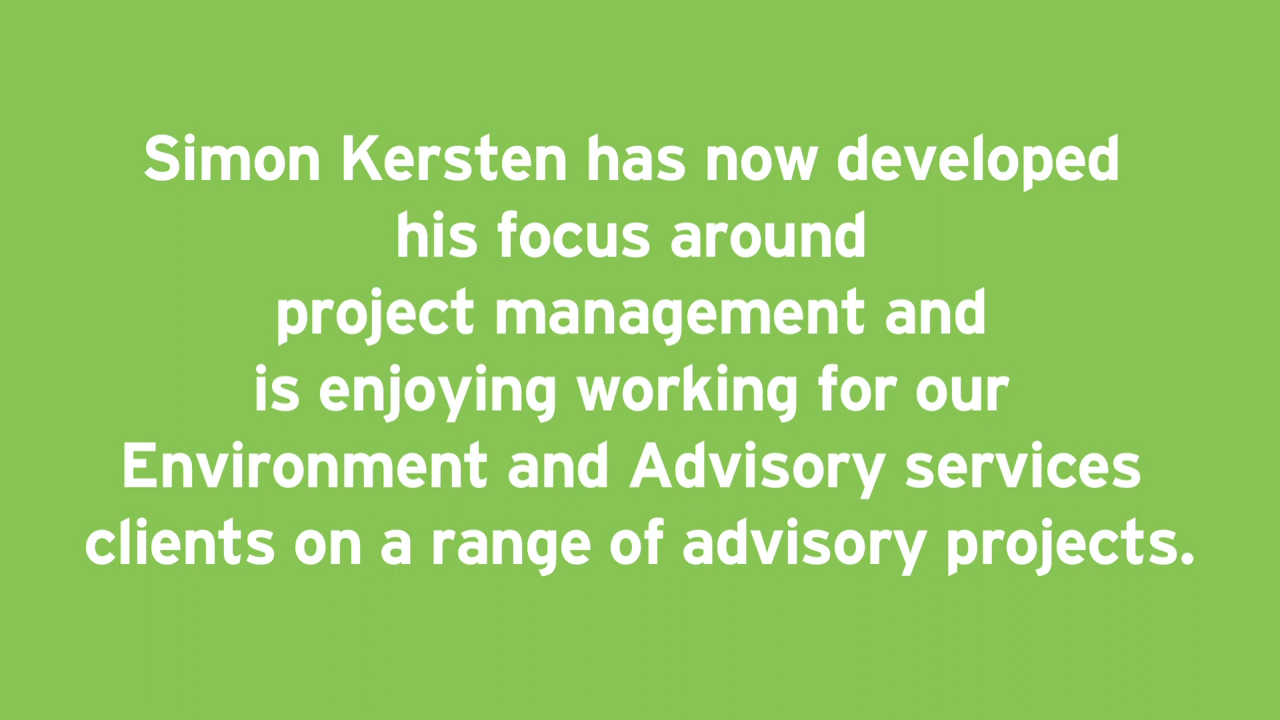 Simon Kersten has now developed
his focus around
project management and
is enjoying working for our
Environment and Advisory services
clients on a range of advisory projects.